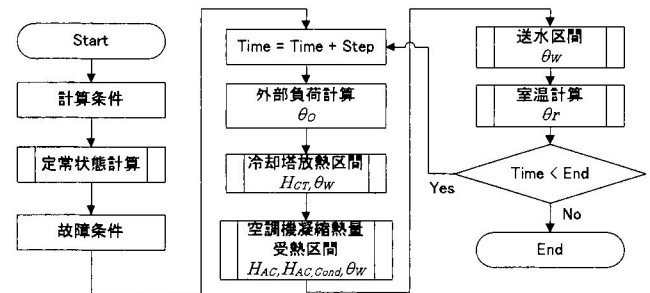 Start
計算条件
定常状態計算
故障条件
Time = Time + Step
外部負荷計算
θO
冷却塔放熱区間
HCT,θW
空調機凝縮熱量
受熱区間
HAC,HAC,Cond,θW
送水区間
θW
室温計算
θr
Time < End
Yes
No
End